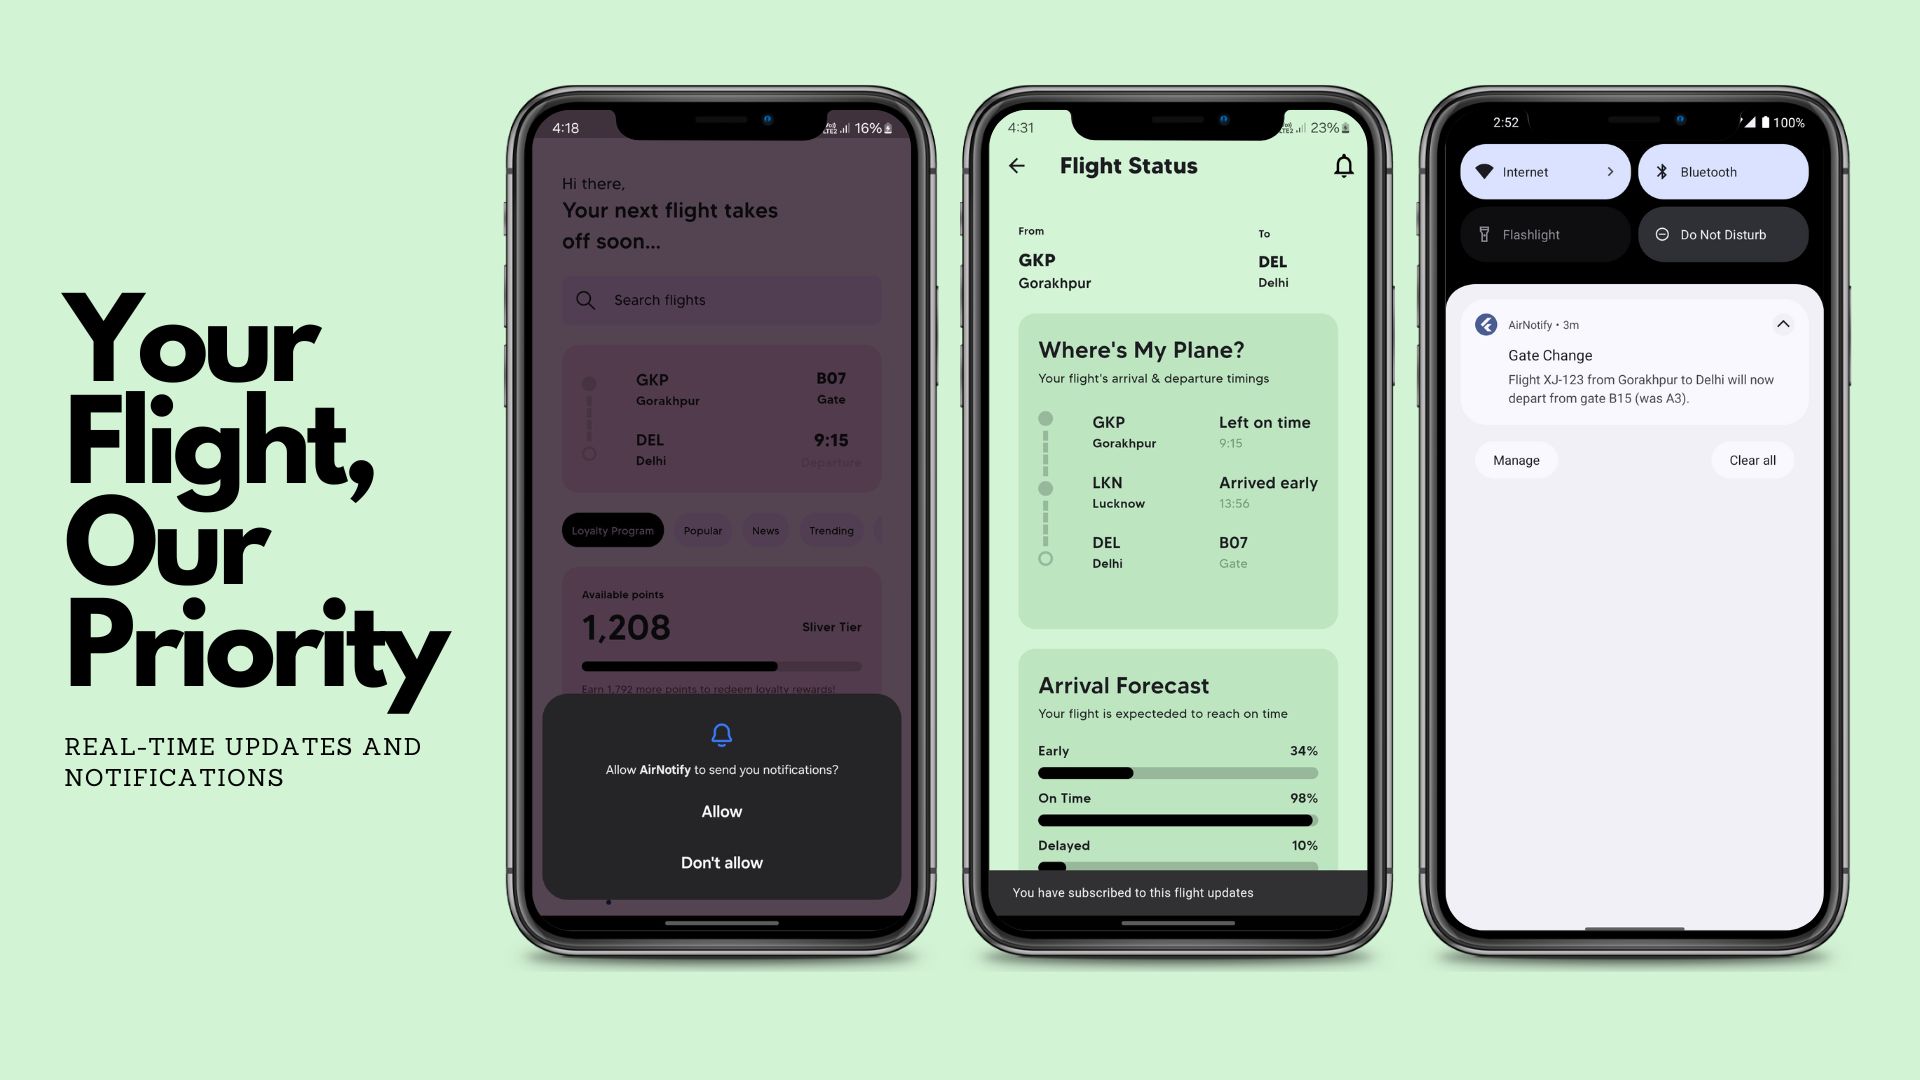 Your
Flight,
Our
Priority
REAL-TIME UPDATES AND
NOTIFICATIONS
4:18
16%
Hi there,
Your next flight takes
off soon...
Search flights
GKP
B07
Gorakhpur
Gate
DEL
9:15
Delhi
Departure
Loyalty Program
Popular
News
Trending
Available points
1,208
Sliver Tier
Earn 1,792 more points to redeem loyalty rewards!
Allow AirNotify to send you notifications?
Allow
Don't allow
4:31
23%
Flight Status
From
To
GKP
DEL
Gorakhpur
Delhi
Where's My Plane?
Your flight's arrival & departure timings
GKP
Left on time
Gorakhpur
9:15
LKN
Arrived early
Lucknow
13:56
DEL
B07
Delhi
Gate
Arrival Forecast
Your flight is expecteded to reach on time
Early
34%
On Time
98%
Delayed
10%
You have subscribed to this flight updates
2:52
100%
Internet
Bluetooth
Flashlight
Do Not Disturb
AirNotify • 3m
Gate Change
Flight XJ-123 from Gorakhpur to Delhi will now
depart from gate B15 (was A3).
Manage
Clear all